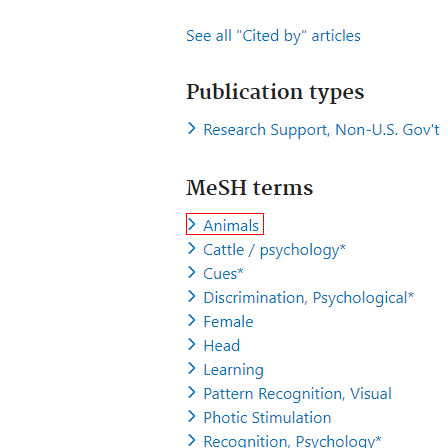 See all "Cited by" articles
Publication types
Research Support, Non-U.S. Gov't
MeSH terms
Animals
Cattle / psychology*
Cues*
Discrimination, Psychological*
Female
Head
Learning
Pattern Recognition, Visual
Photic Stimulation
Recognition, Psychology*